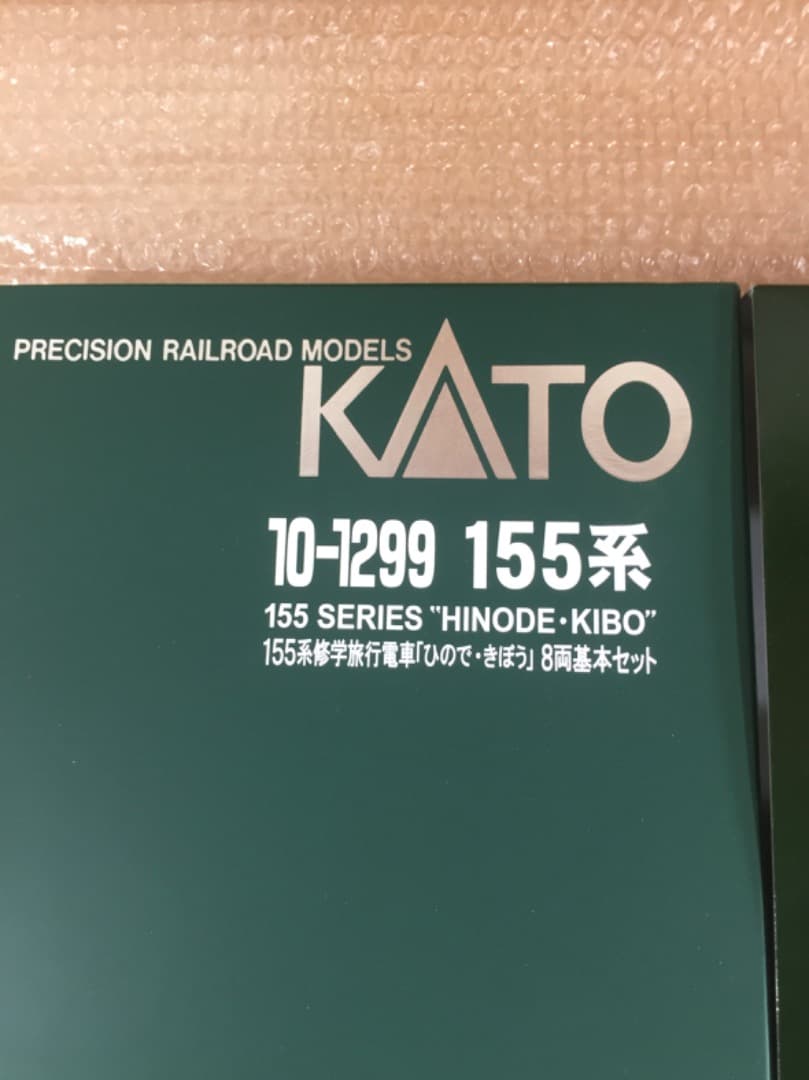 PRECISION RAILROAD MODELS
KATO
10-1299 155系
155 SERIES "HINODE・KIBO"
155系修学旅行電車「ひので・きぼう」8両基本セット